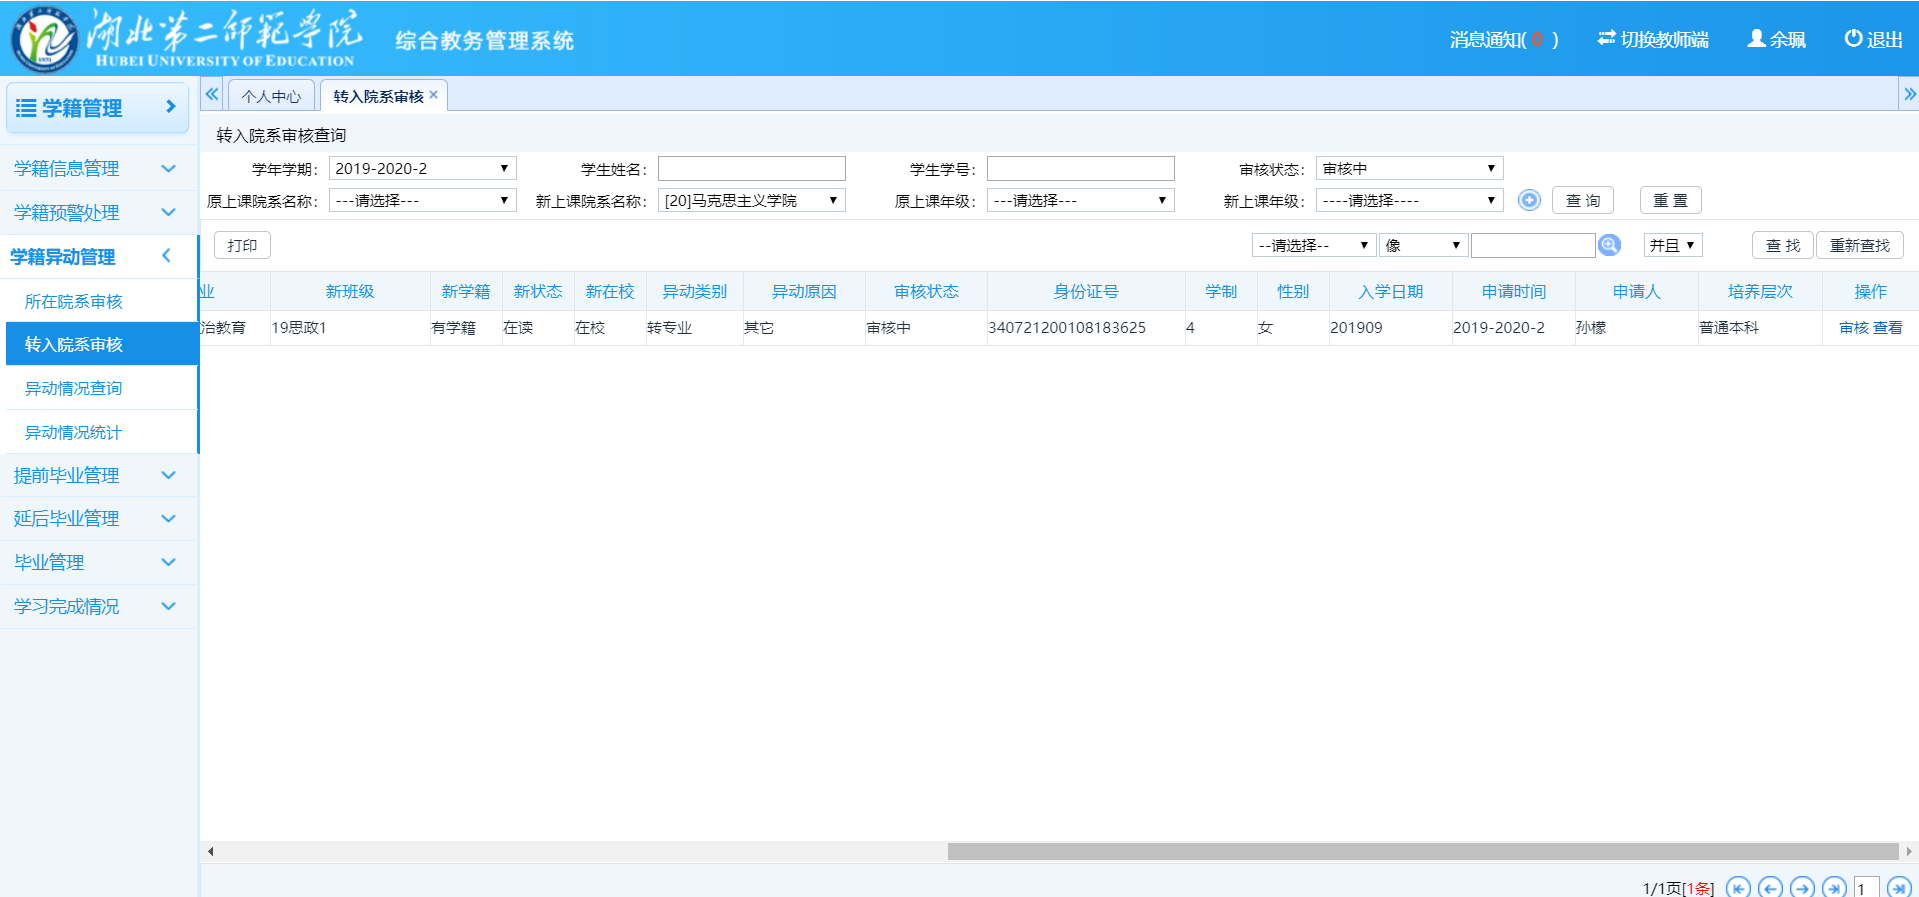 湖北第二师范学院
HUBEI UNIVERSITY OF EDUCATION
综合教务管理系统
消息通知( 0 ) 切换教师端 余珮 退出
学籍管理
个人中心 转入院系审核
转入院系审核查询
学年学期: 2019-2020-2 学生姓名: 学生学号: 审核状态: 审核中
原上课院系名称: ---请选择--- 新上课院系名称: [20]马克思主义学院 原上课年级: ---请选择--- 新上课年级: ----请选择---- 查 询 重 置
打印 --请选择-- 像 并且 查 找 重新查找
业 新班级 新学籍 新状态 新在校 异动类别 异动原因 审核状态 身份证号 学制 性别 入学日期 申请时间 申请人 培养层次 操作
治教育 19思政1 有学籍 在读 在校 转专业 其它 审核中 340721200108183625 4 女 201909 2019-2020-2 孙檬 普通本科 审核 查看
学籍信息管理
学籍预警处理
学籍异动管理
所在院系审核
转入院系审核
异动情况查询
异动情况统计
提前毕业管理
延后毕业管理
毕业管理
学习完成情况
1/1页[1条] 1